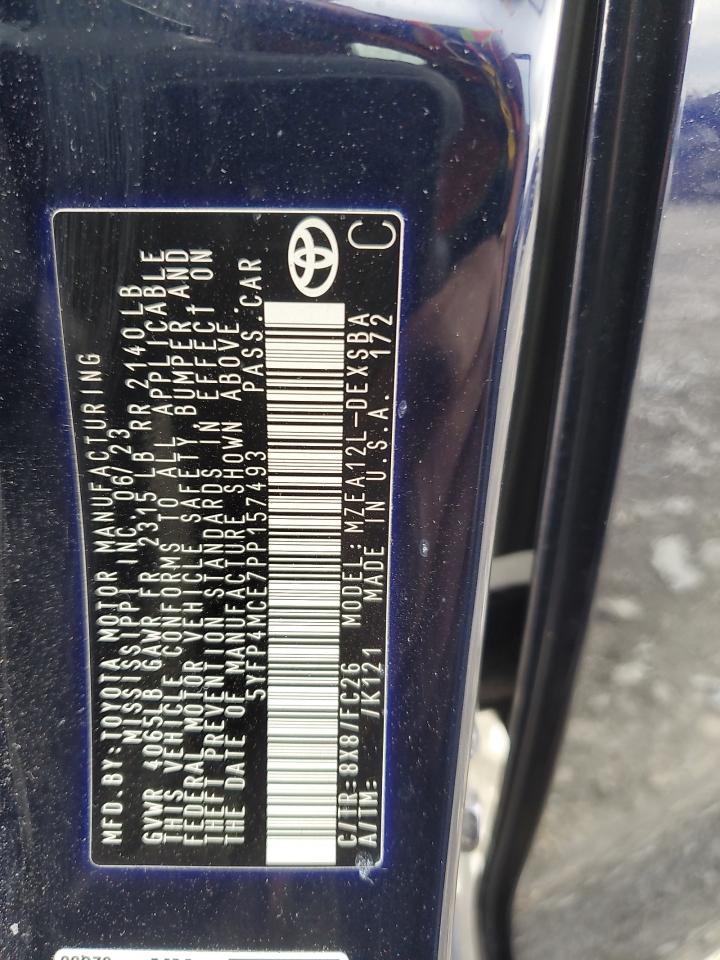 MFD.BY:TOYOTA MOTOR MANUFACTURING
MISSISSIPPI INC 06/23
GVWR 4065LB GAWR FR 2315 LB RR 2140 LB
THIS VEHICLE CONFORMS TO ALL APPLICABLE
FEDERAL MOTOR VEHICLE SAFETY, BUMPER AND
THEFT PREVENTION STANDARDS IN EFFECT ON
THE DATE OF MANUFACTURE SHOWN ABOVE.
5YFP4MCE7PP157493 PASS.CAR
C/TR:8X8/FC26 MODEL:MZEA12L-DEXSBA
A/TM: /K121 MADE IN U.S.A. 172
C